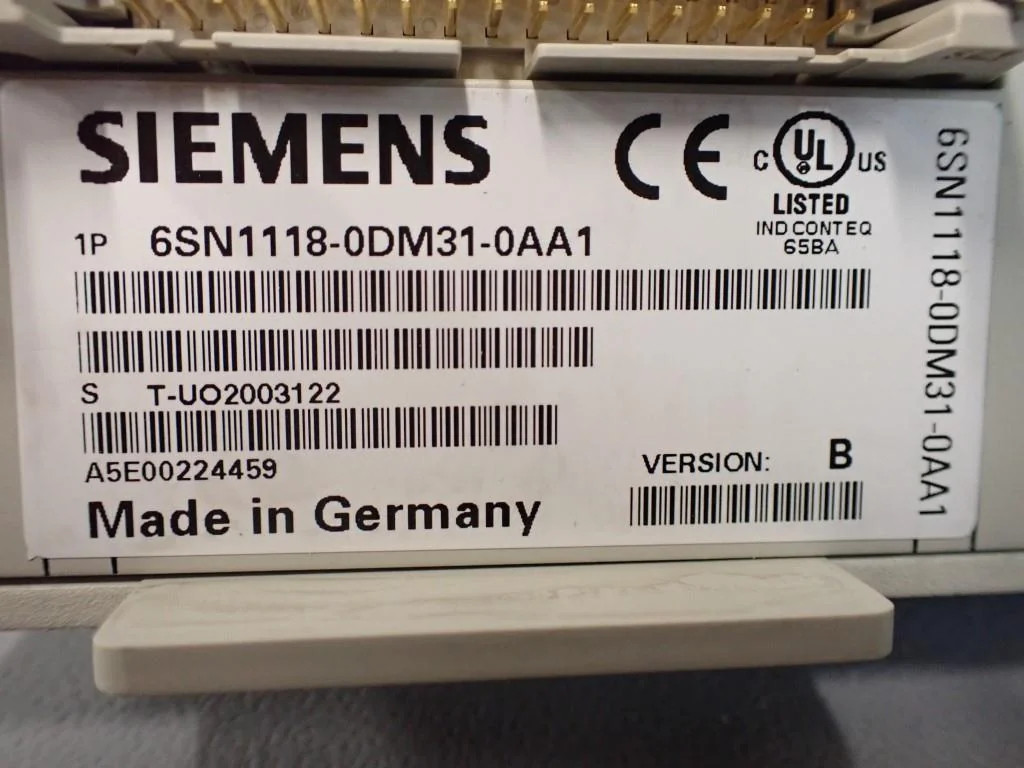 SIEMENS
CE
C UL US
LISTED
IND CONT EQ
65BA
1P 6SN1118-0DM31-0AA1
S T-UO2003122
A5E00224459
VERSION: B
Made in Germany
6SN1118-0DM31-0AA1